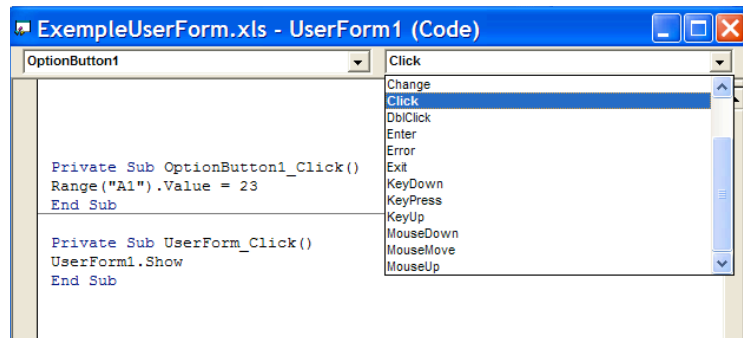 ExempleUserForm.xls - UserForm1 (Code)
OptionButton1
Click
Change
Click
DblClick
Enter
Error
Exit
KeyDown
KeyPress
KeyUp
MouseDown
MouseMove
MouseUp
Private Sub OptionButton1_Click()
Range("A1").Value = 23
End Sub
Private Sub UserForm_Click()
UserForm1.Show
End Sub